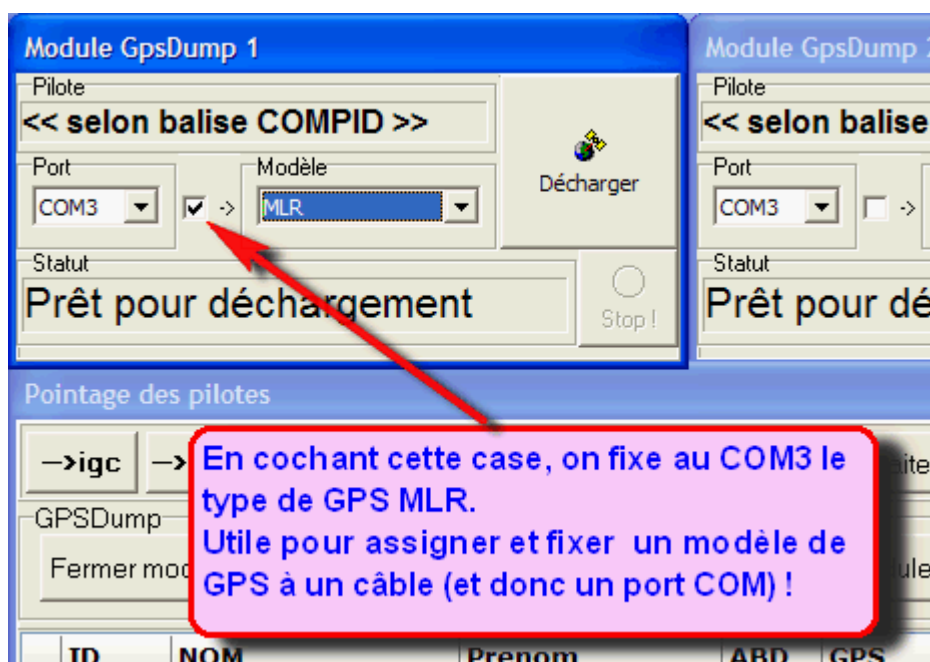 Module GpsDump 1
Pilote
<< selon balise COMPID >>
Port
COM3
->
Modèle
MLR
Décharger
Statut
Prêt pour déchargement
Stop !
Module GpsDump
Pilote
<< selon balise
Port
COM3
->
Statut
Prêt pour
Pointage des pilotes
->igc
GPSDump
Fermer
En cochant cette case, on fixe au COM3 le
type de GPS MLR.
Utile pour assigner et fixer un modèle de
GPS à un câble (et donc un port COM) !
ID NOM Prenom ABD GPS